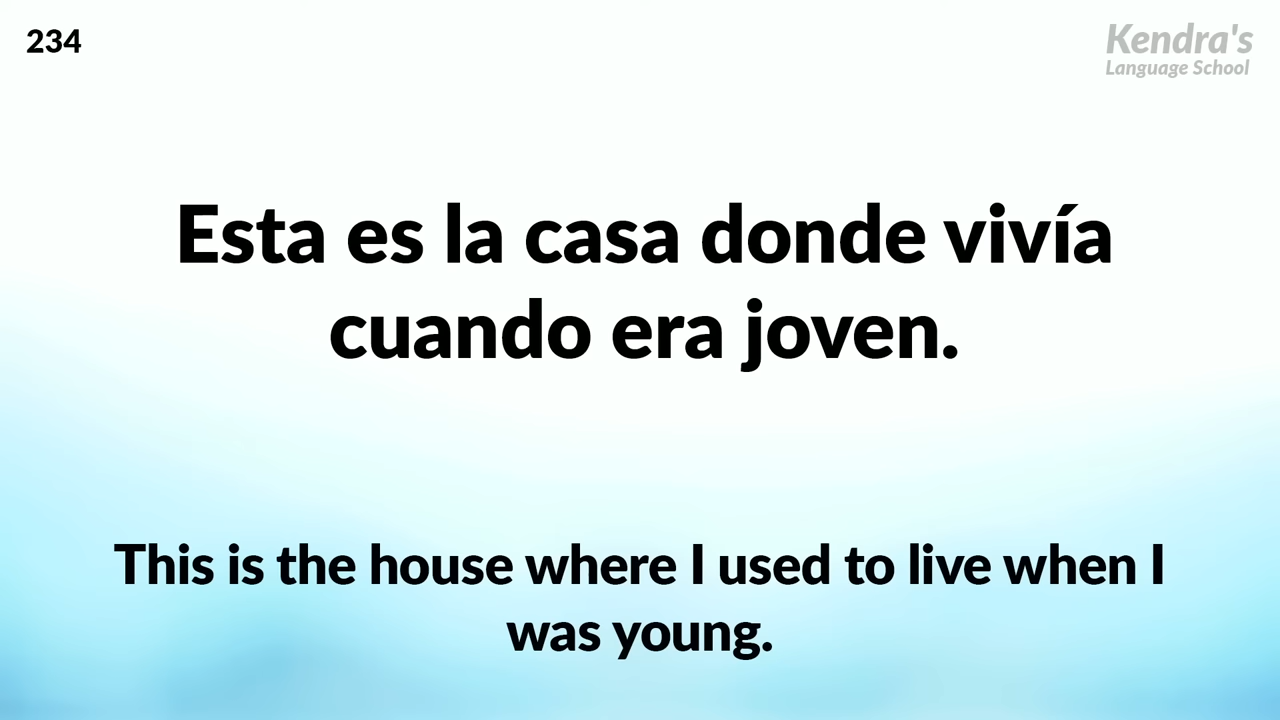 234
Kendra's
Language School
Esta es la casa donde vivía
cuando era joven.
This is the house where I used to live when I
was young.